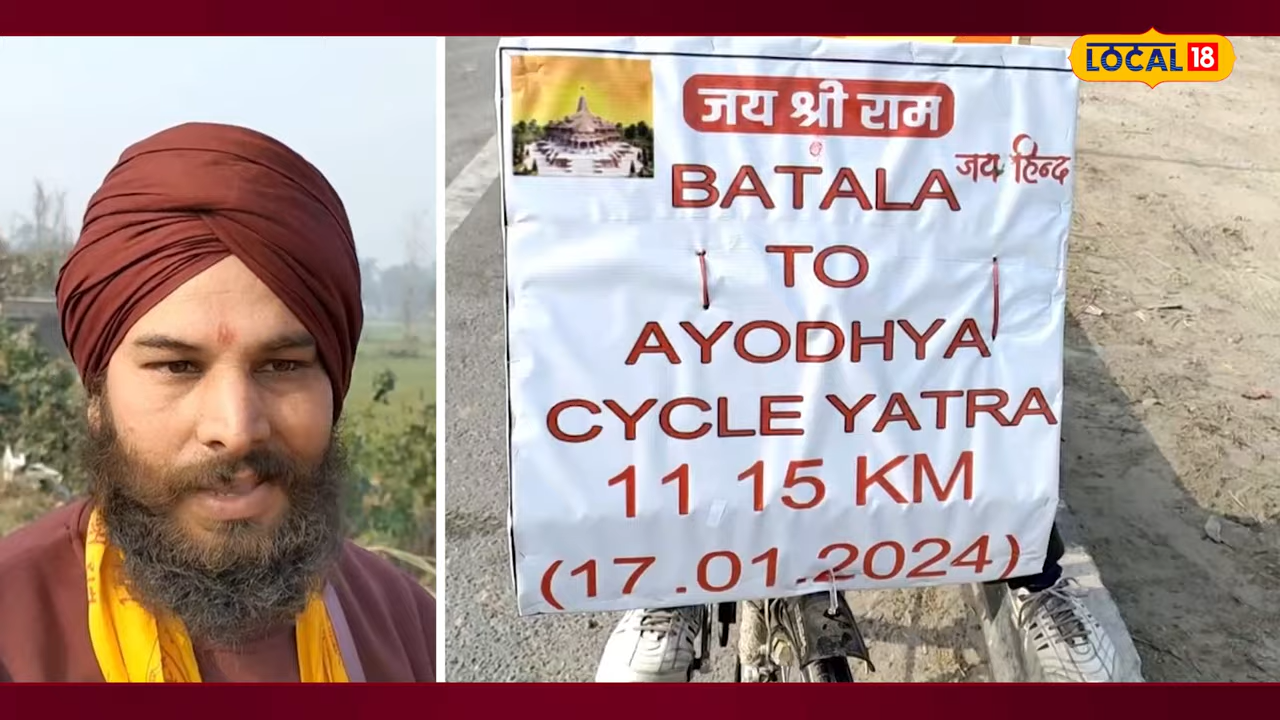 LOCAL 18
जय श्री राम
जय हिन्द
BATALA
TO
AYODHYA
CYCLE YATRA
11 15 KM
(17.01.2024)